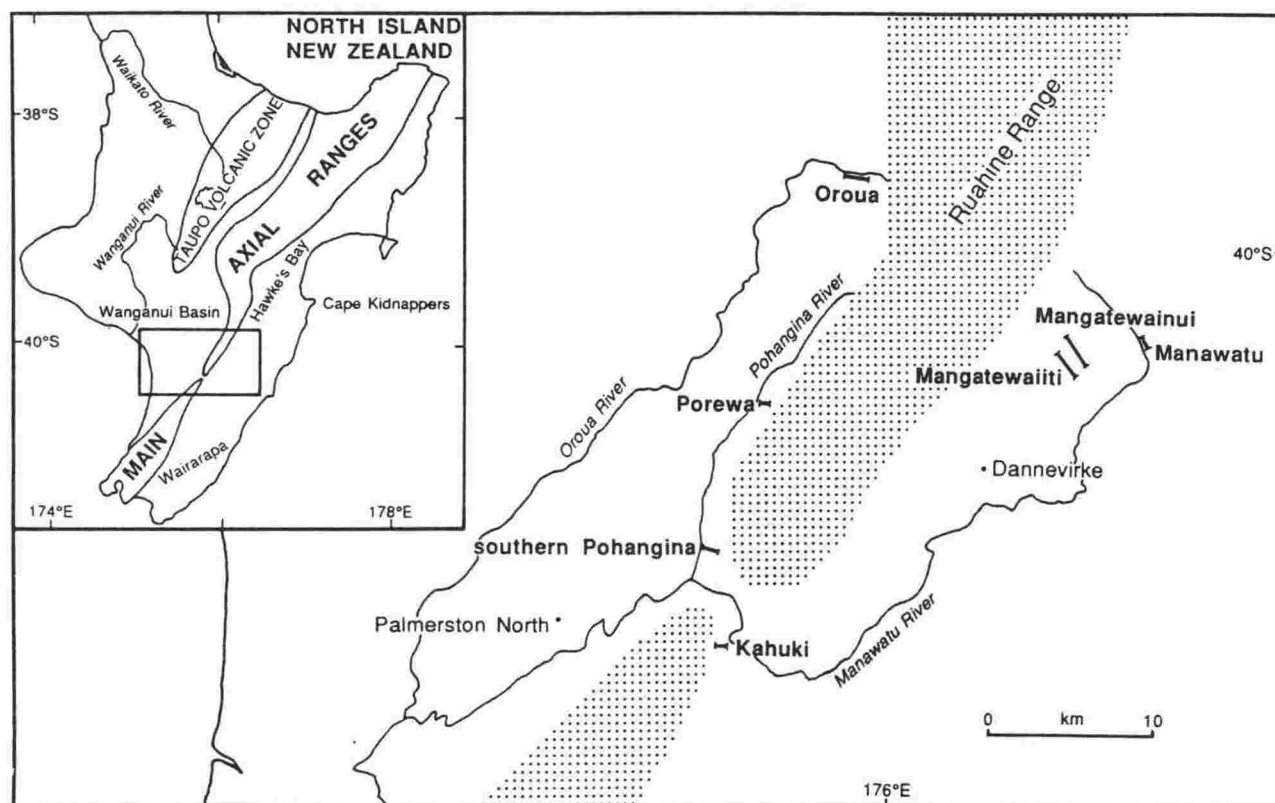 NORTH ISLAND
NEW ZEALAND
Waikato River
38°S
TAUPO VOLCANIC ZONE
RANGES
AXIAL
MAIN
Wanganui River
Hawke's Bay
Cape Kidnappers
Wanganui Basin
40°S
Wairarapa
174°E
178°E
Ruahine Range
Oroua
40°S
Pohangina River
Mangatewainui
Manawatu
Mangatewaiiti
Porewa
Oroua River
Dannevirke
southern Pohangina
Palmerston North
Kahuki
Manawatu River
0 km 10
176°E